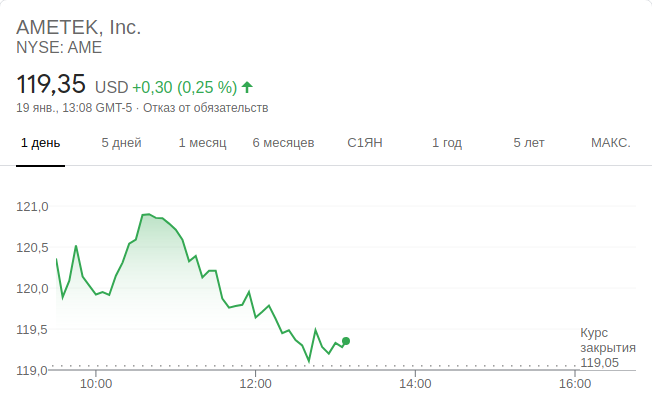 AMETEK, Inc.
NYSE: AME
119,35 USD +0,30 (0,25 %)
19 янв., 13:08 GMT-5 · Отказ от обязательств
1 день 5 дней 1 месяц 6 месяцев С1ЯН 1 год 5 лет МАКС.
121,0
120,5
120,0
119,5
119,0
Курс
закрытия
119,05
10:00 12:00 14:00 16:00